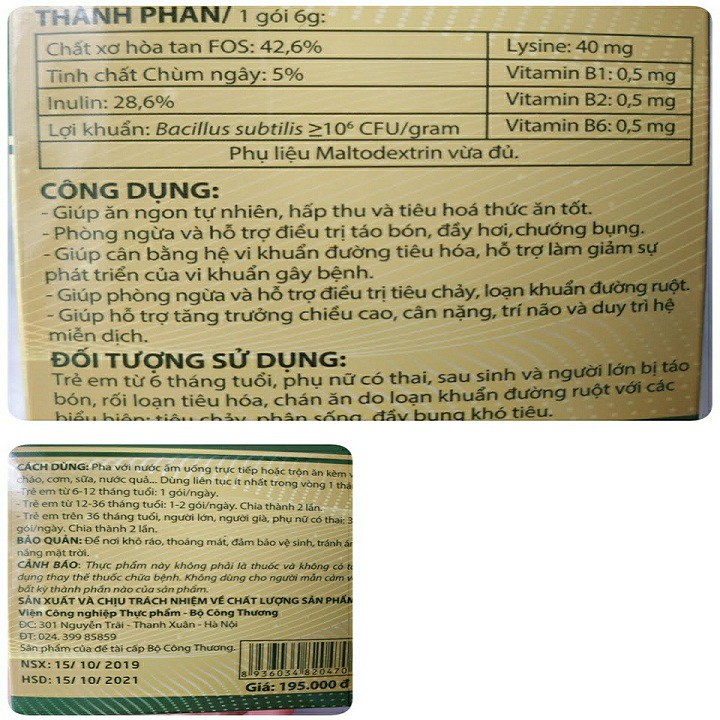 THÀNH PHẦN/ 1 gói 6g:
Chất xơ hòa tan FOS: 42,6%
Lysine: 40 mg
Tinh chất Chùm ngây: 5%
Vitamin B1: 0,5 mg
Inulin: 28,6%
Vitamin B2: 0,5 mg
Lợi khuẩn: Bacillus subtilis ≥10⁶ CFU/gram
Vitamin B6: 0,5 mg
Phụ liệu Maltodextrin vừa đủ.
CÔNG DỤNG:
- Giúp ăn ngon tự nhiên, hấp thu và tiêu hoá thức ăn tốt.
- Phòng ngừa và hỗ trợ điều trị táo bón, đầy hơi, chướng bụng.
- Giúp cân bằng hệ vi khuẩn đường tiêu hóa, hỗ trợ làm giảm sự
phát triển của vi khuẩn gây bệnh.
- Giúp phòng ngừa và hỗ trợ điều trị tiêu chảy, loạn khuẩn đường ruột.
- Giúp hỗ trợ tăng trưởng chiều cao, cân nặng, trí não và duy trì hệ
miễn dịch.
ĐỐI TƯỢNG SỬ DỤNG:
Trẻ em từ 6 tháng tuổi, phụ nữ có thai, sau sinh và người lớn bị táo
bón, rối loạn tiêu hóa, chán ăn do loạn khuẩn đường ruột với các
biểu hiện: tiêu chảy, phân sống, đầy bụng khó tiêu.
CÁCH DÙNG: Pha với nước ấm uống trực tiếp hoặc trộn ăn kèm
cháo, cơm, sữa, nước quả... Dùng liên tục ít nhất trong vòng 1
-Trẻ em từ 6-12 tháng tuổi: 1 gói/ngày.
- Trẻ em từ 12-36 tháng tuổi: 1-2 gói/ngày. Chia thành 2 lần.
- Trẻ em trên 36 tháng tuổi, người lớn, người già, phụ nữ có thai: 3
gói/ngày. Chia thành 2 lần.
BẢO QUẢN: Để nơi khô ráo, thoáng mát, đảm bảo vệ sinh, tránh
nắng mặt trời.
CẢNH BÁO: Thực phẩm này không phải là thuốc và không có
dụng thay thế thuốc chữa bệnh. Không dùng cho người mẫn cảm
bất kỳ thành phần nào của sản phẩm.
SẢN XUẤT VÀ CHỊU TRÁCH NHIỆM VỀ CHẤT LƯỢNG SẢN PHẨM
Viện Công nghiệp Thực phẩm - Bộ Công Thương
ĐC: 301 Nguyễn Trãi - Thanh Xuân - Hà Nội
ĐT: 024. 399 85859
Sản phẩm của đề tài cấp Bộ Công Thương.
NSX: 15/ 10/ 2019
HSD: 15/ 10/ 2021
8 936034 820470
Giá: 195.000 đ